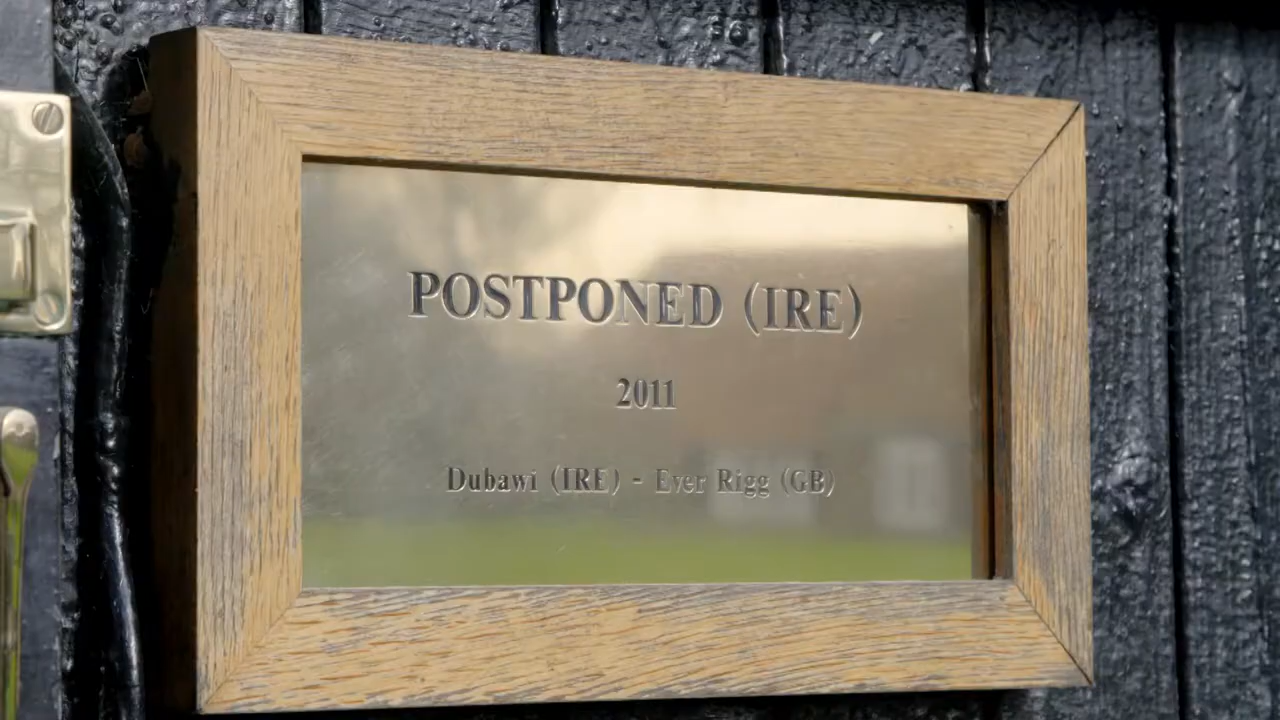 POSTPONED (IRE)
2011
Dubawi (IRE) - Ever Rigg (GB)